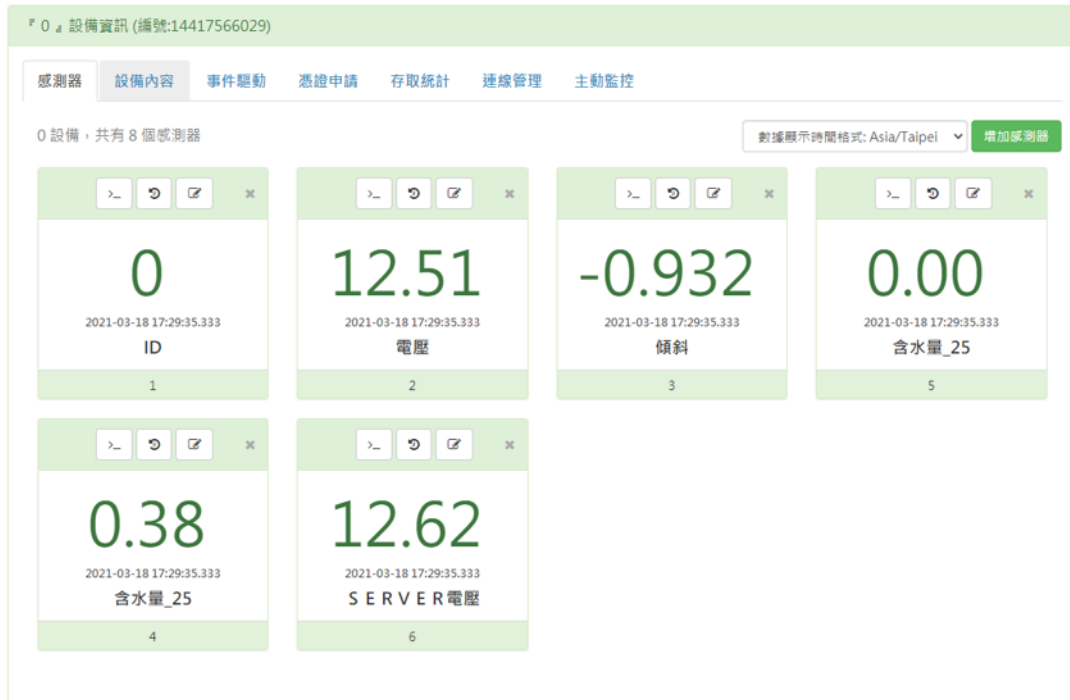 『 0 』設備資訊 (編號:14417566029)
感測器 設備內容 事件驅動 憑證申請 存取統計 連線管理 主動監控
0 設備，共有 8 個感測器
數據顯示時間格式: Asia/Taipei 增加感測器
0
2021-03-18 17:29:35.333
ID
1
12.51
2021-03-18 17:29:35.333
電壓
2
-0.932
2021-03-18 17:29:35.333
傾斜
3
0.00
2021-03-18 17:29:35.333
含水量_25
5
0.38
2021-03-18 17:29:35.333
含水量_25
4
12.62
2021-03-18 17:29:35.333
ＳＥＲＶＥＲ電壓
6